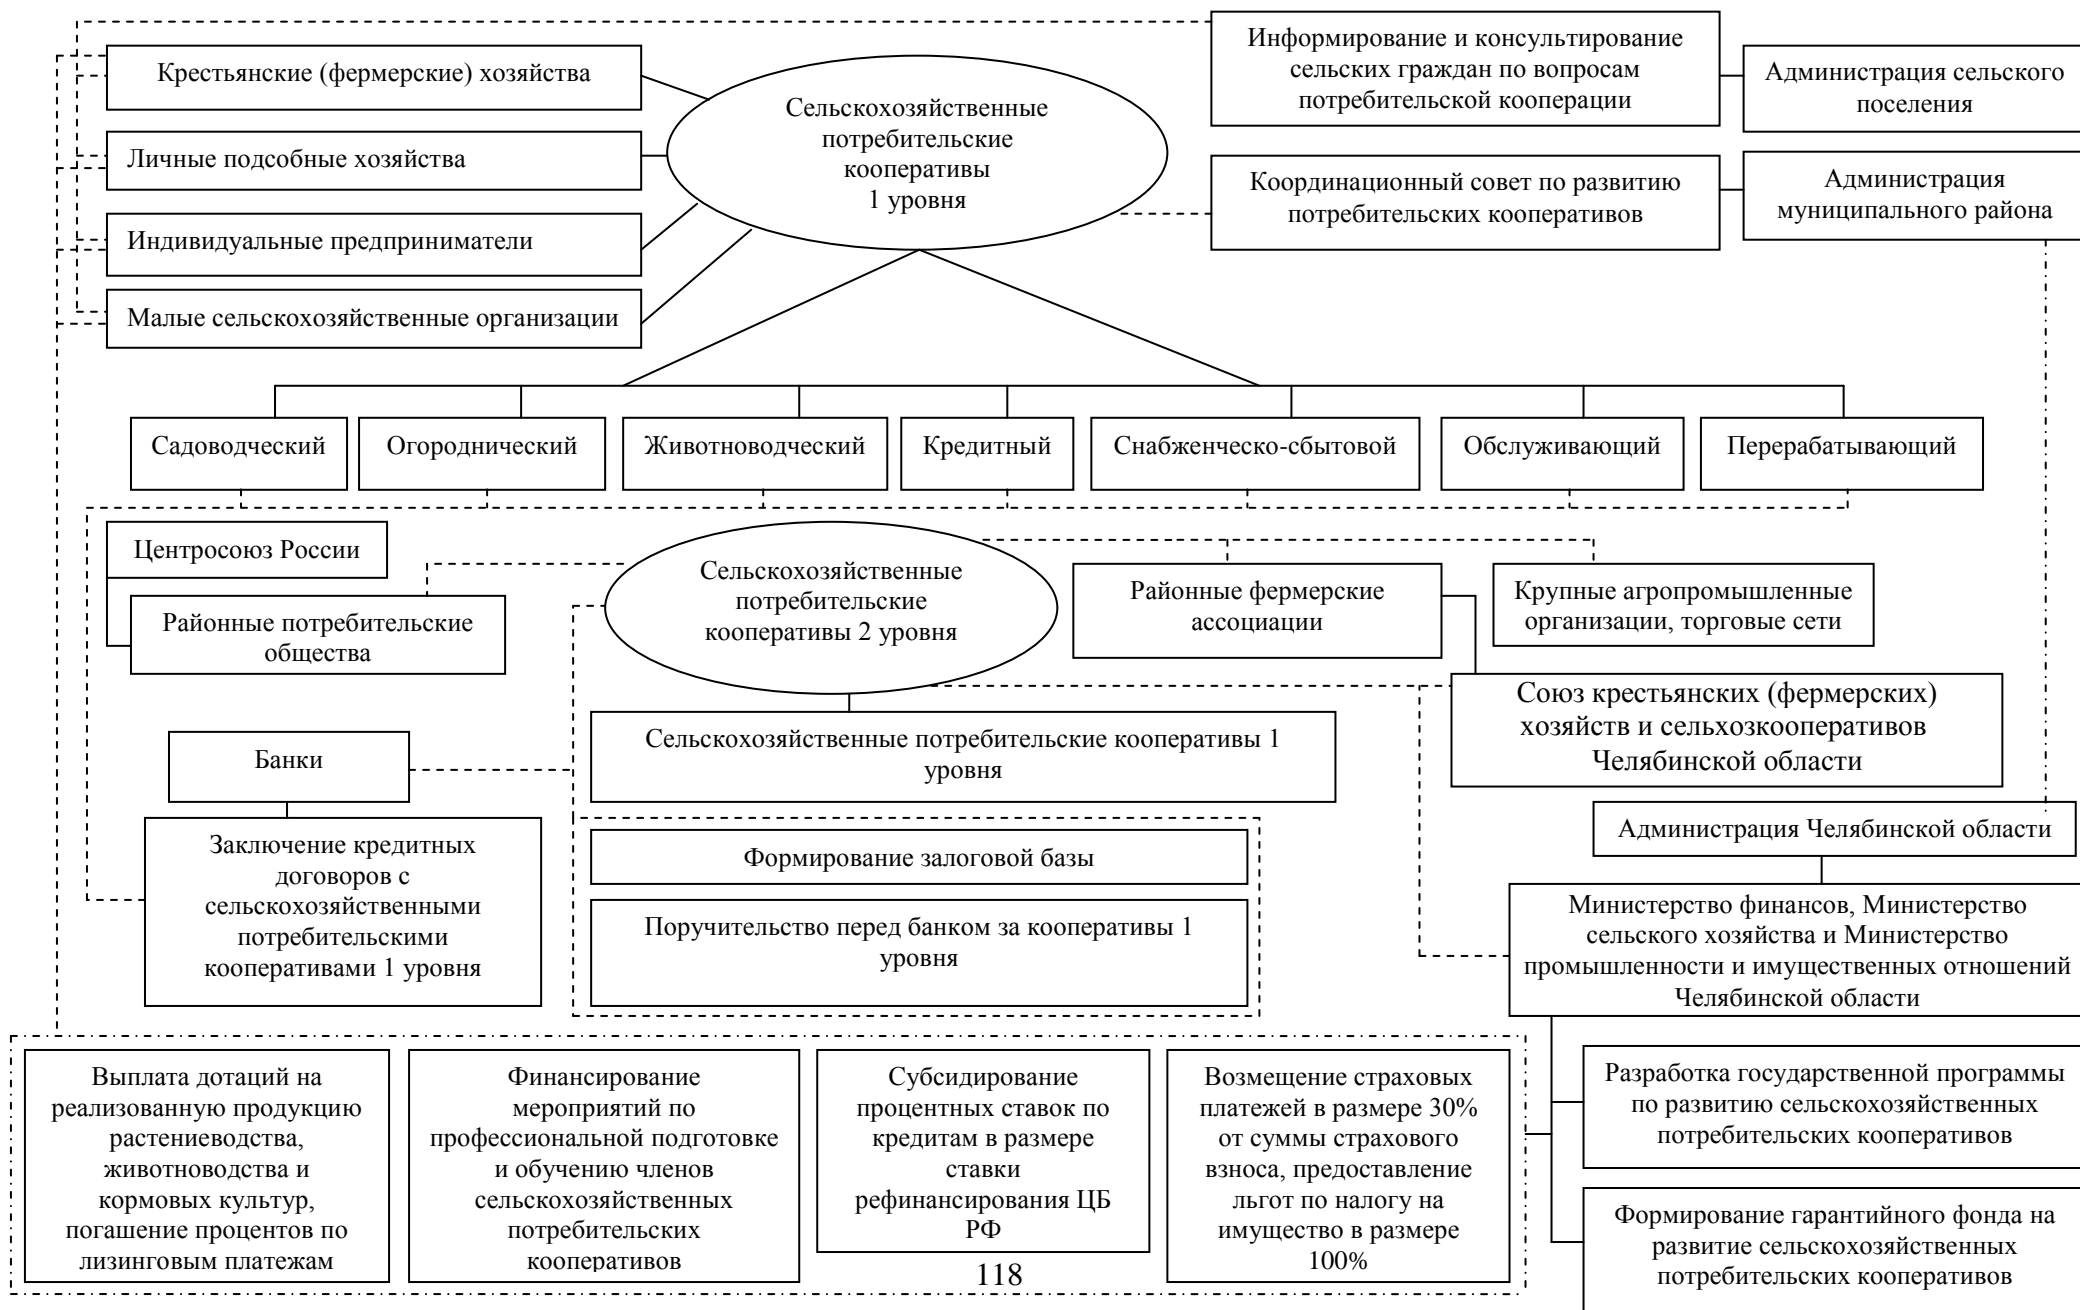 Крестьянские (фермерские) хозяйства
Личные подсобные хозяйства
Индивидуальные предприниматели
Малые сельскохозяйственные организации
Сельскохозяйственные
потребительские
кооперативы
1 уровня
Информирование и консультирование
сельских граждан по вопросам
потребительской кооперации
Администрация сельского
поселения
Координационный совет по развитию
потребительских кооперативов
Администрация
муниципального района
Садоводческий
Огороднический
Животноводческий
Кредитный
Снабженческо-сбытовой
Обслуживающий
Перерабатывающий
Центросоюз России
Районные потребительские
общества
Сельскохозяйственные
потребительские
кооперативы 2 уровня
Районные фермерские
ассоциации
Крупные агропромышленные
организации, торговые сети
Союз крестьянских (фермерских)
хозяйств и сельхозкооперативов
Челябинской области
Сельскохозяйственные потребительские кооперативы 1
уровня
Банки
Заключение кредитных
договоров с
сельскохозяйственными
потребительскими
кооперативами 1 уровня
Формирование залоговой базы
Поручительство перед банком за кооперативы 1
уровня
Администрация Челябинской области
Министерство финансов, Министерство
сельского хозяйства и Министерство
промышленности и имущественных отношений
Челябинской области
Выплата дотаций на
реализованную продукцию
растениеводства,
животноводства и
кормовых культур,
погашение процентов по
лизинговым платежам
Финансирование
мероприятий по
профессиональной подготовке
и обучению членов
сельскохозяйственных
потребительских
кооперативов
Субсидирование
процентных ставок по
кредитам в размере
ставки
рефинансирования ЦБ
РФ
Возмещение страховых
платежей в размере 30%
от суммы страхового
взноса, предоставление
льгот по налогу на
имущество в размере
100%
Разработка государственной программы
по развитию сельскохозяйственных
потребительских кооперативов
Формирование гарантийного фонда на
развитие сельскохозяйственных
потребительских кооперативов
118